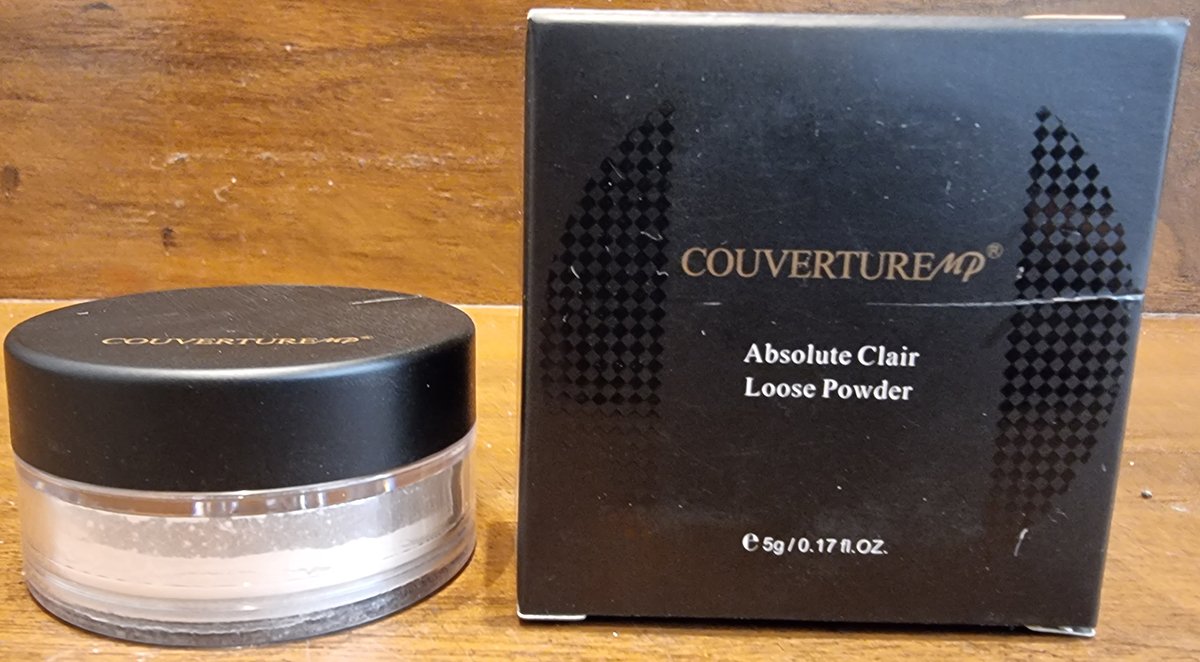 COUVERTUREMP®
COUVERTUREMP®
Absolute Clair
Loose Powder
e 5g / 0.17 fl.OZ.